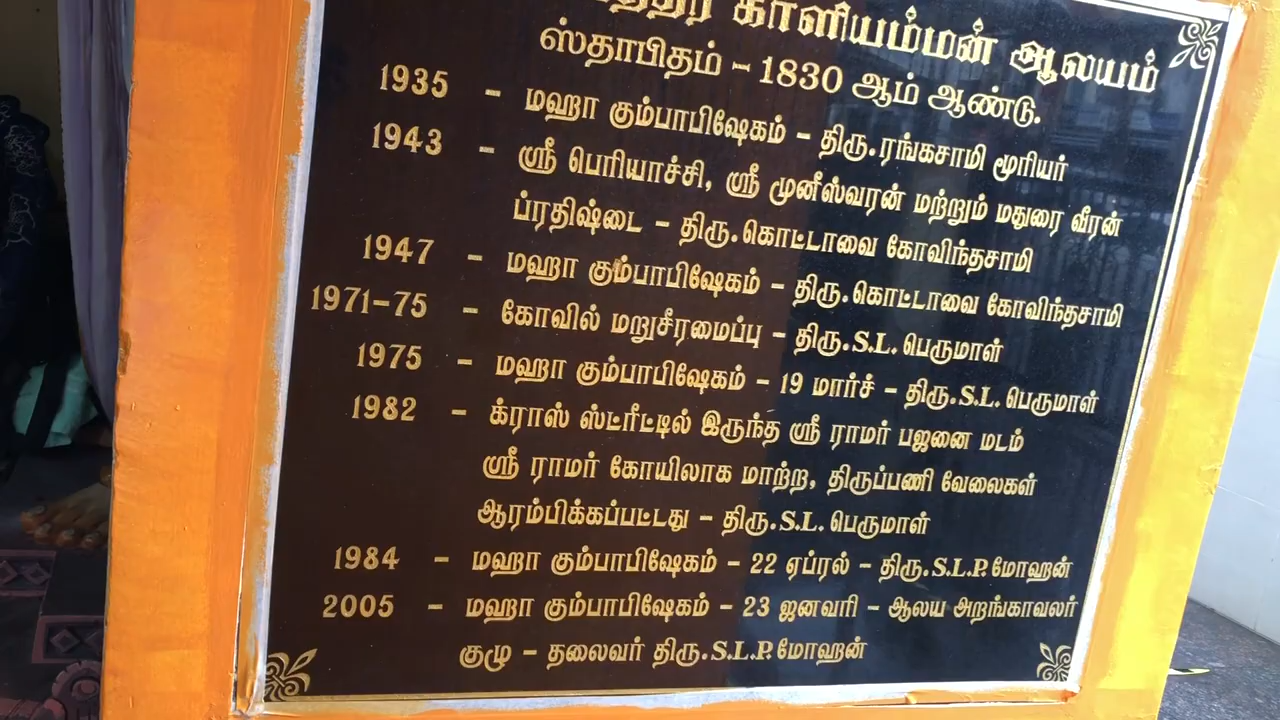 காளியம்மன் ஆலயம்
ஸ்தாபிதம் – 1830 ஆம் ஆண்டு.
1935 – மஹா கும்பாபிஷேகம் – திரு. ரங்கசாமி மூரியர்
1943 – ஸ்ரீ பெரியாச்சி, ஸ்ரீ முனீஸ்வரன் மற்றும் மதுரை வீரன்
ப்ரதிஷ்டை – திரு. கொட்டாவை கோவிந்தசாமி
1947 – மஹா கும்பாபிஷேகம் – திரு. கொட்டாவை கோவிந்தசாமி
1971-75 – கோவில் மறுசீரமைப்பு – திரு. S.L. பெருமாள்
1975 – மஹா கும்பாபிஷேகம் – 19 மார்ச் – திரு. S.L. பெருமாள்
1982 – க்ராஸ் ஸ்ட்ரீட்டில் இருந்த ஸ்ரீ ராமர் பஜனை மடம்
ஸ்ரீ ராமர் கோயிலாக மாற்ற, திருப்பணி வேலைகள்
ஆரம்பிக்கப்பட்டது – திரு. S.L. பெருமாள்
1984 – மஹா கும்பாபிஷேகம் – 22 ஏப்ரல் – திரு. S.L.P. மோஹன்
2005 – மஹா கும்பாபிஷேகம் – 23 ஜனவரி – ஆலய அறங்காவலர்
குழு – தலைவர் திரு. S.L.P. மோஹன்